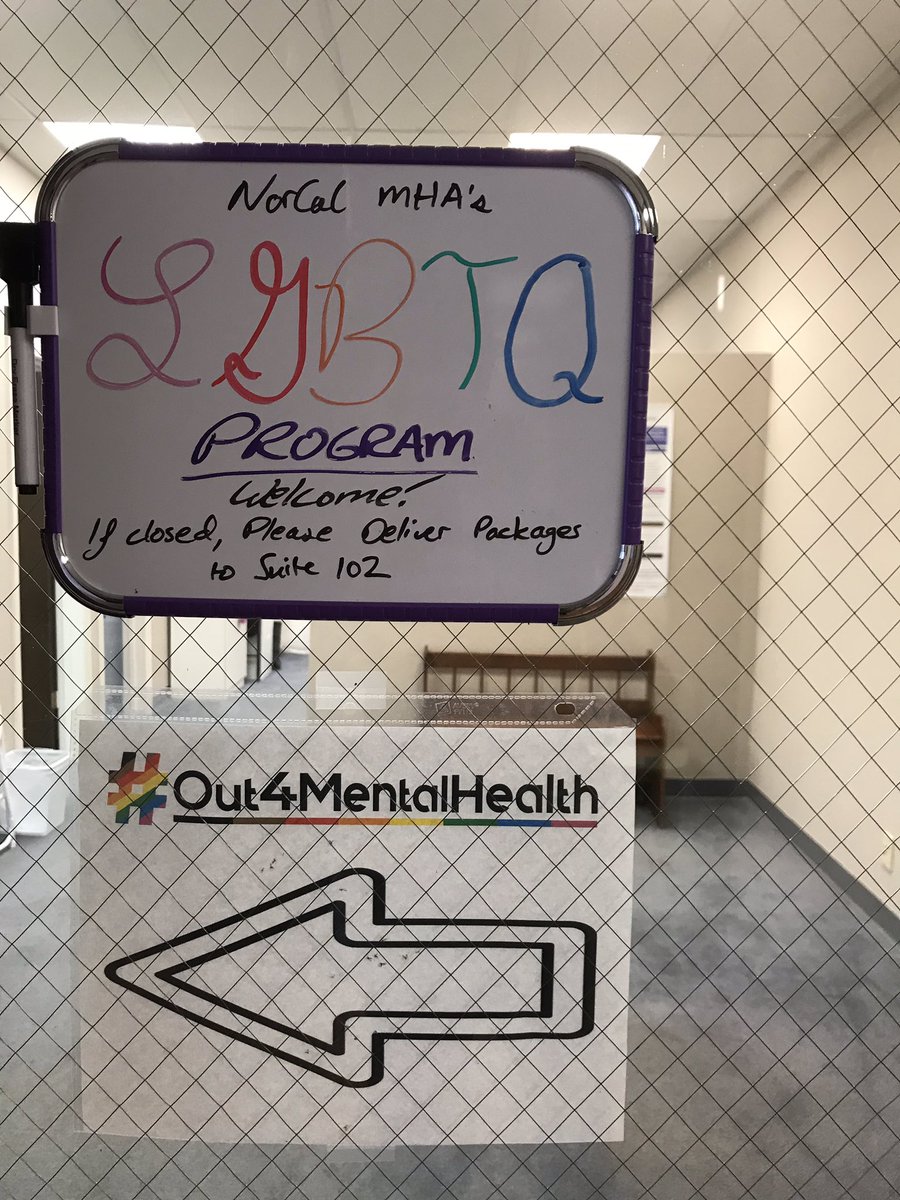 NorCal MHA's
LGBTQ
PROGRAM
Welcome!
If closed, Please Deliver Packages
to Suite 102
#Out4MentalHealth